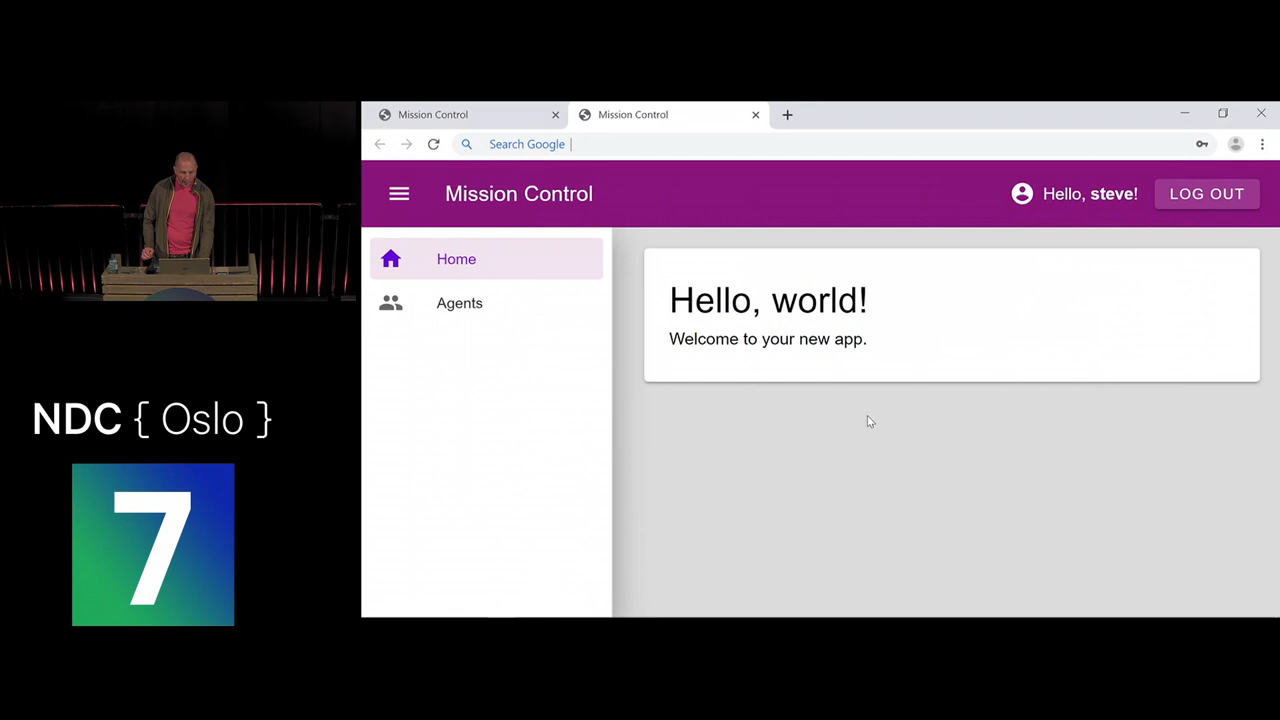 Mission Control
Mission Control
Search Google
Mission Control
Hello, steve!
LOG OUT
Home
Agents
Hello, world!
Welcome to your new app.
NDC { Oslo }
7